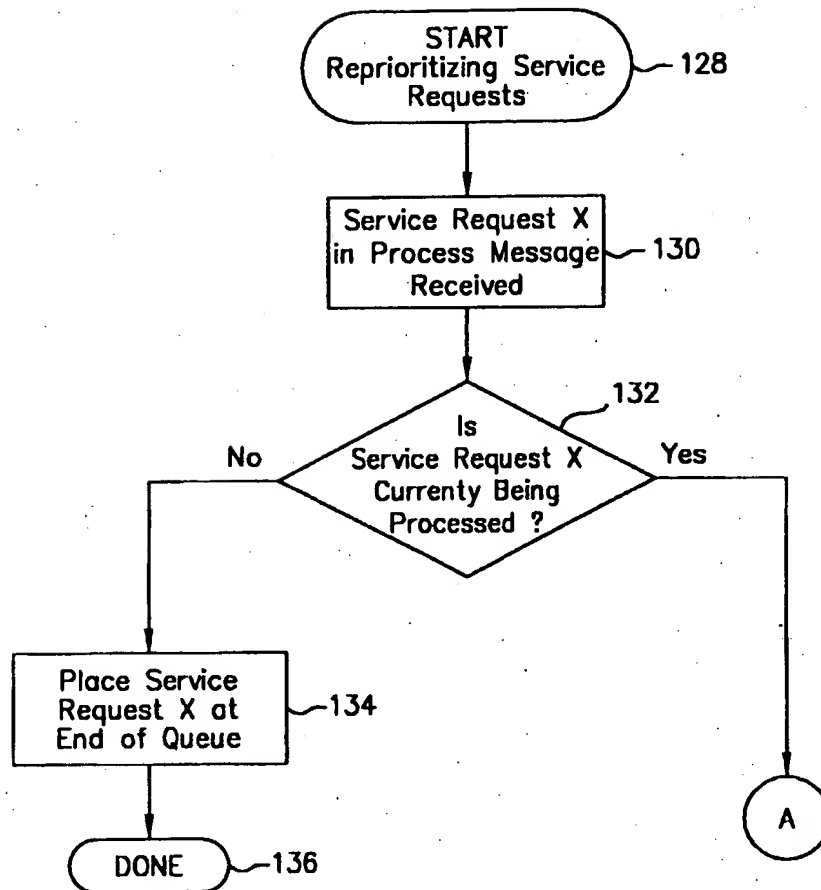 START
Reprioritizing Service
Requests
128
Service Request X
in Process Message
Received
130
132
Is
Service Request X
Currenty Being
Processed ?
No
Yes
Place Service
Request X at
End of Queue
134
A
DONE
136